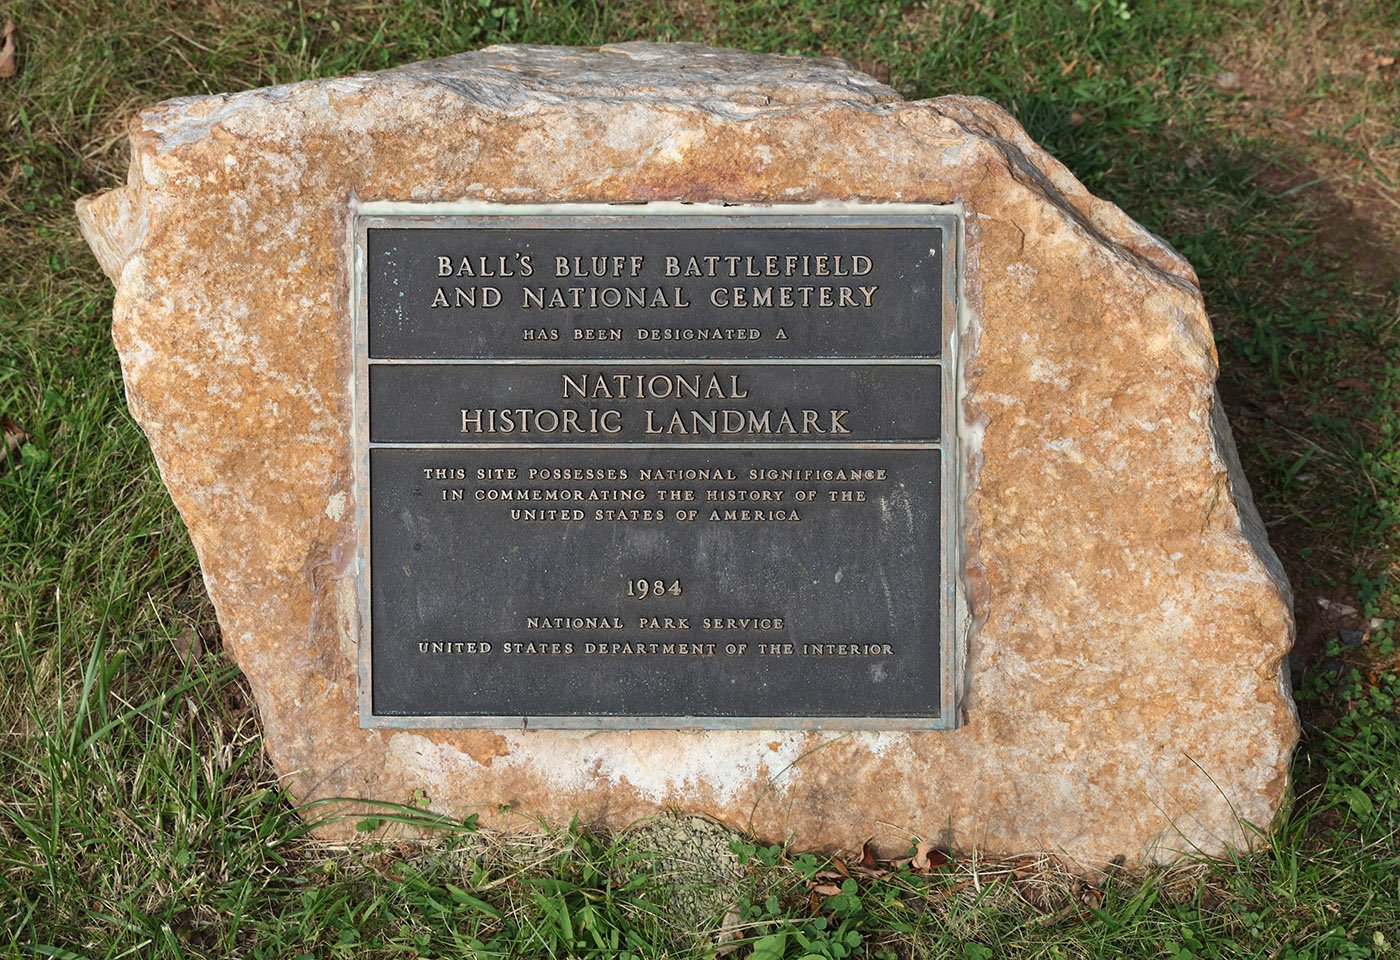 BALL'S BLUFF BATTLEFIELD
AND NATIONAL CEMETERY
HAS BEEN DESIGNATED A
NATIONAL
HISTORIC LANDMARK
THIS SITE POSSESSES NATIONAL SIGNIFICANCE
IN COMMEMORATING THE HISTORY OF THE
UNITED STATES OF AMERICA
1984
NATIONAL PARK SERVICE
UNITED STATES DEPARTMENT OF THE INTERIOR